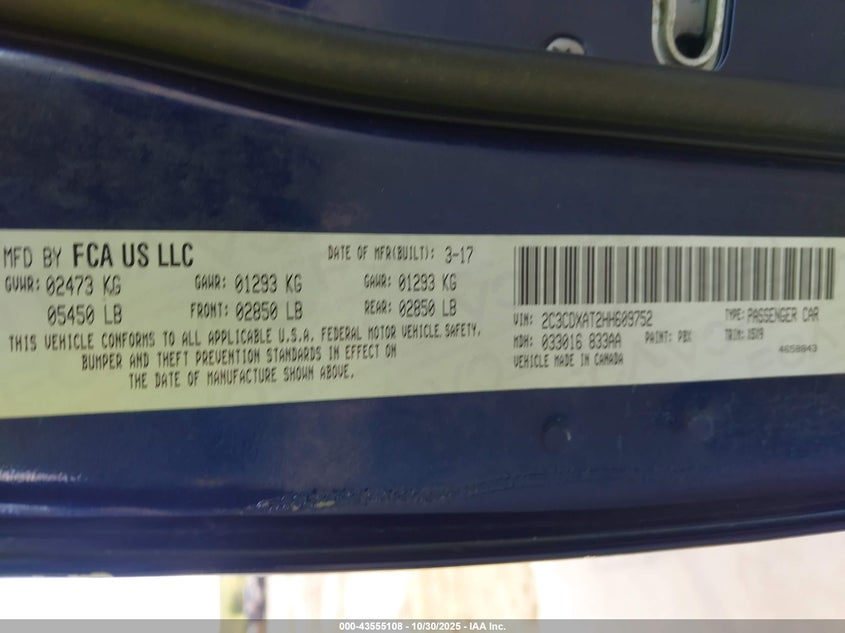 MFD BY FCA US LLC
DATE OF MFR(BUILT): 3-17
GVWR: 02473 KG
GAWR: 01293 KG
GAWR: 01293 KG
05450 LB
FRONT: 02850 LB
REAR: 02850 LB
THIS VEHICLE CONFORMS TO ALL APPLICABLE U.S.A. FEDERAL MOTOR VEHICLE SAFETY,
BUMPER AND THEFT PREVENTION STANDARDS IN EFFECT ON
THE DATE OF MANUFACTURE SHOWN ABOVE.
VIN: 2C3CDXAT2HH609752
TYPE: PASSENGER CAR
MDH: 033016 833AA
PAINT: PBX
TRIM: X5X9
VEHICLE MADE IN CANADA
4658843
000-43555108 • 10/30/2025 • IAA Inc.